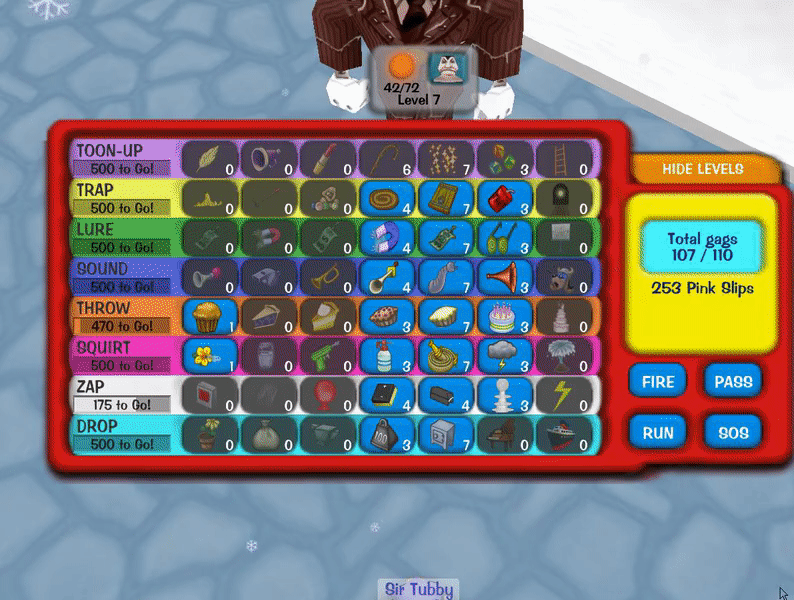 42/72
Level 7
TOON-UP
500 to Go!
0 0 0 6 7 3 0
TRAP
500 to Go!
0 0 0 4 7 3 0
LURE
500 to Go!
0 0 0 4 7 3 0
SOUND
500 to Go!
0 0 0 4 7 3 0
THROW
470 to Go!
1 0 0 3 7 3 0
SQUIRT
500 to Go!
1 0 0 3 7 3 0
ZAP
175 to Go!
0 0 0 4 4 3 0
DROP
500 to Go!
0 0 0 3 7 0 0
HIDE LEVELS
Total gags
107 / 110
253 Pink Slips
FIRE
PASS
RUN
SOS
Sir Tubby